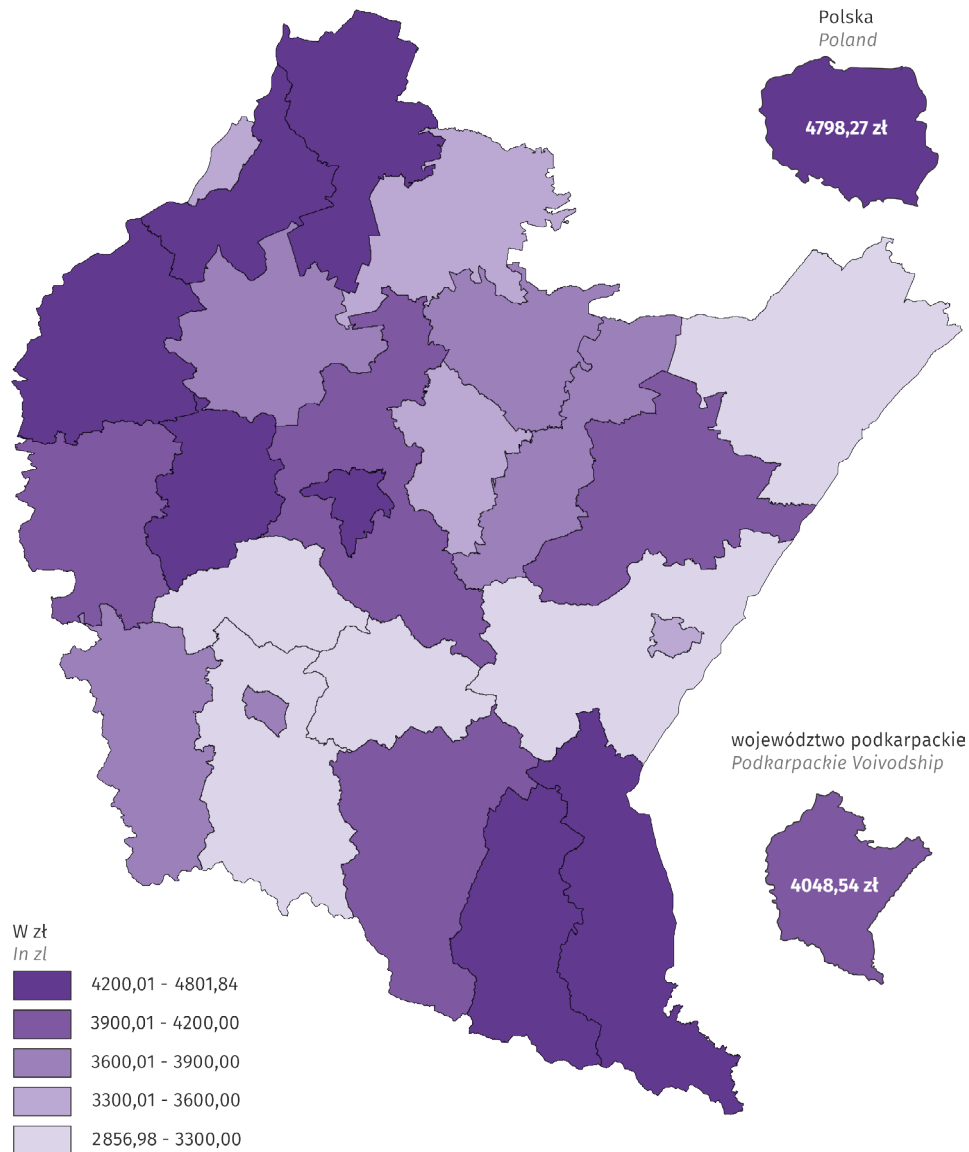 Polska
Poland
4798,27 zł
województwo podkarpackie
Podkarpackie Voivodship
4048,54 zł
W zł
In zl
4200,01 - 4801,84
3900,01 - 4200,00
3600,01 - 3900,00
3300,01 - 3600,00
2856,98 - 3300,00